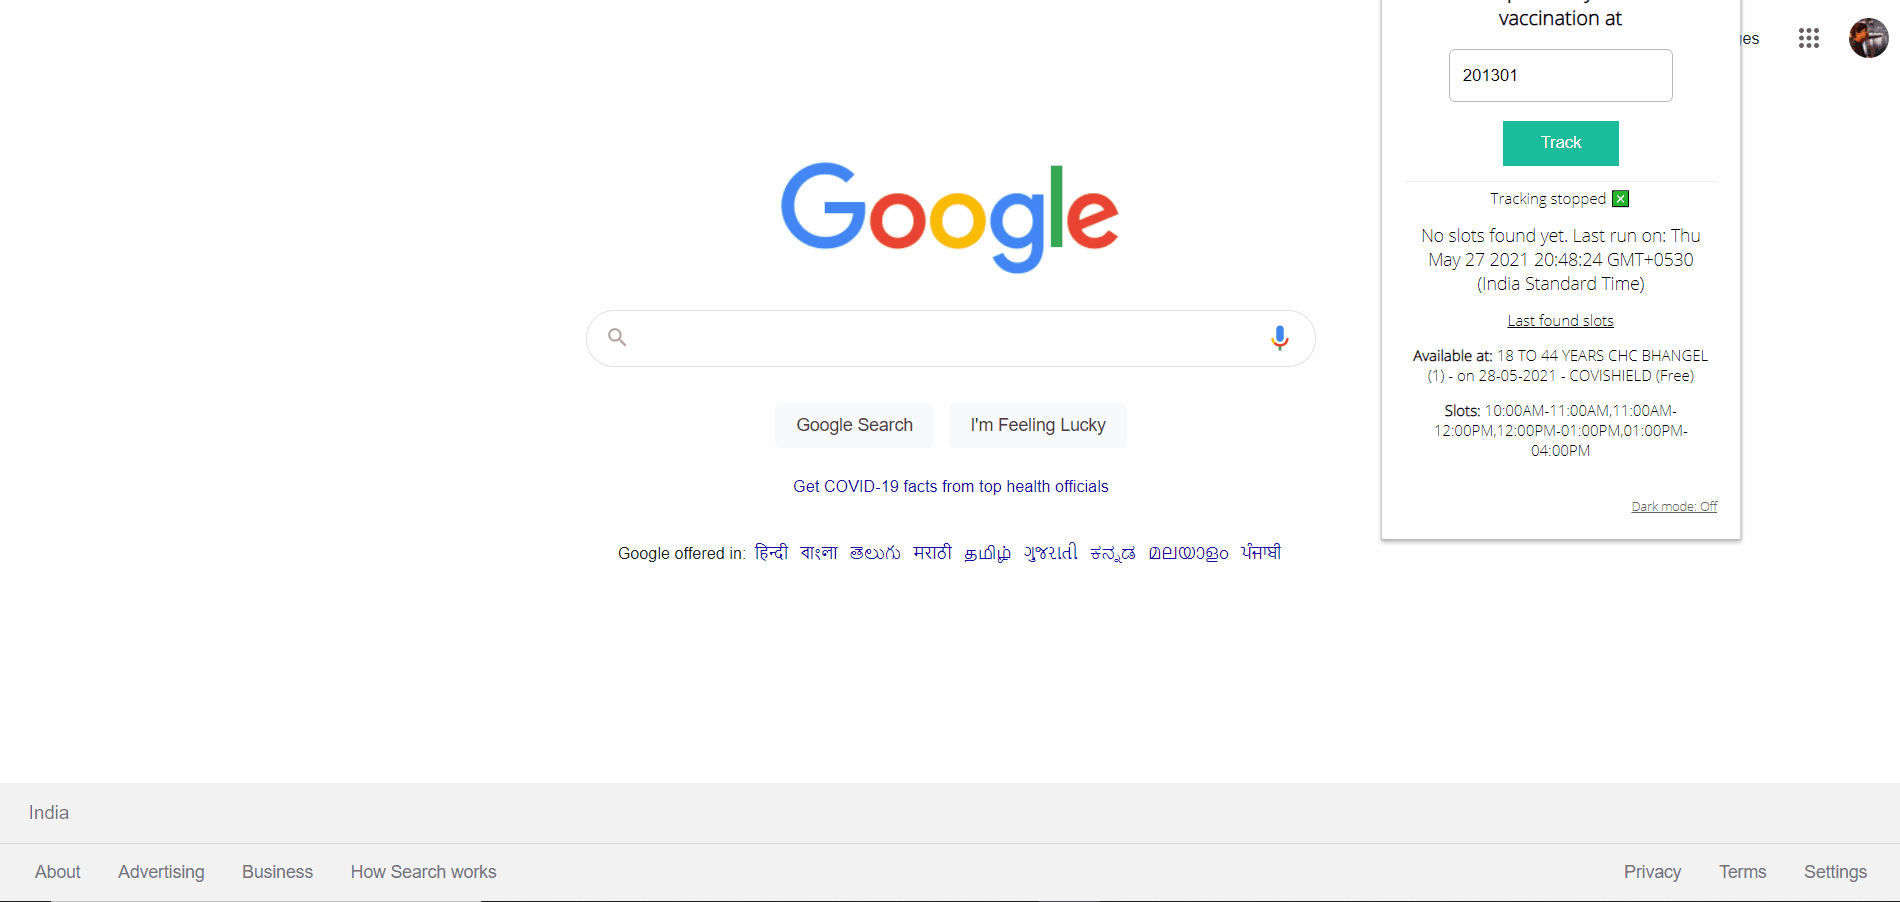 vaccination at
201301
Track
Tracking stopped
No slots found yet. Last run on: Thu
May 27 2021 20:48:24 GMT+0530
(India Standard Time)
Last found slots
Available at: 18 TO 44 YEARS CHC BHANGEL
(1) - on 28-05-2021 - COVISHIELD (Free)
Slots: 10:00AM-11:00AM,11:00AM-
12:00PM,12:00PM-01:00PM,01:00PM-
04:00PM
Dark mode: Off
Google
Google Search
I'm Feeling Lucky
Get COVID-19 facts from top health officials
Google offered in: हिन्दी বাংলা తెలుగు मराठी தமிழ் ગુજરાતી ಕನ್ನಡ മലയാളം ਪੰਜਾਬੀ
India
About Advertising Business How Search works
Privacy Terms Settings